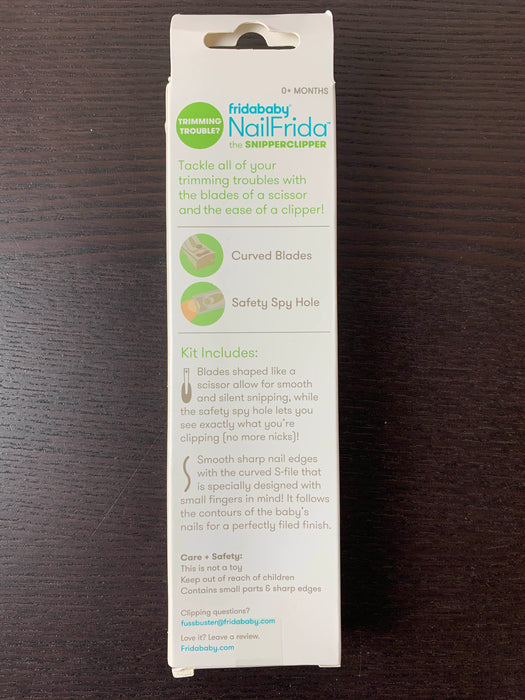 0+ MONTHS
TRIMMING
TROUBLE?
fridababy®
NailFrida™
the SNIPPERCLIPPER
Tackle all of your
trimming troubles with
the blades of a scissor
and the ease of a clipper!
Curved Blades
Safety Spy Hole
Kit Includes:
Blades shaped like a
scissor allow for smooth
and silent snipping, while
the safety spy hole lets you
see exactly what you're
clipping (no more nicks)!
Smooth sharp nail edges
with the curved S-file that
is specially designed with
small fingers in mind! It follows
the contours of the baby's
nails for a perfectly filed finish.
Care + Safety:
This is not a toy
Keep out of reach of children
Contains small parts & sharp edges
Clipping questions?
fussbuster@fridababy.com
Love it? Leave a review.
Fridababy.com